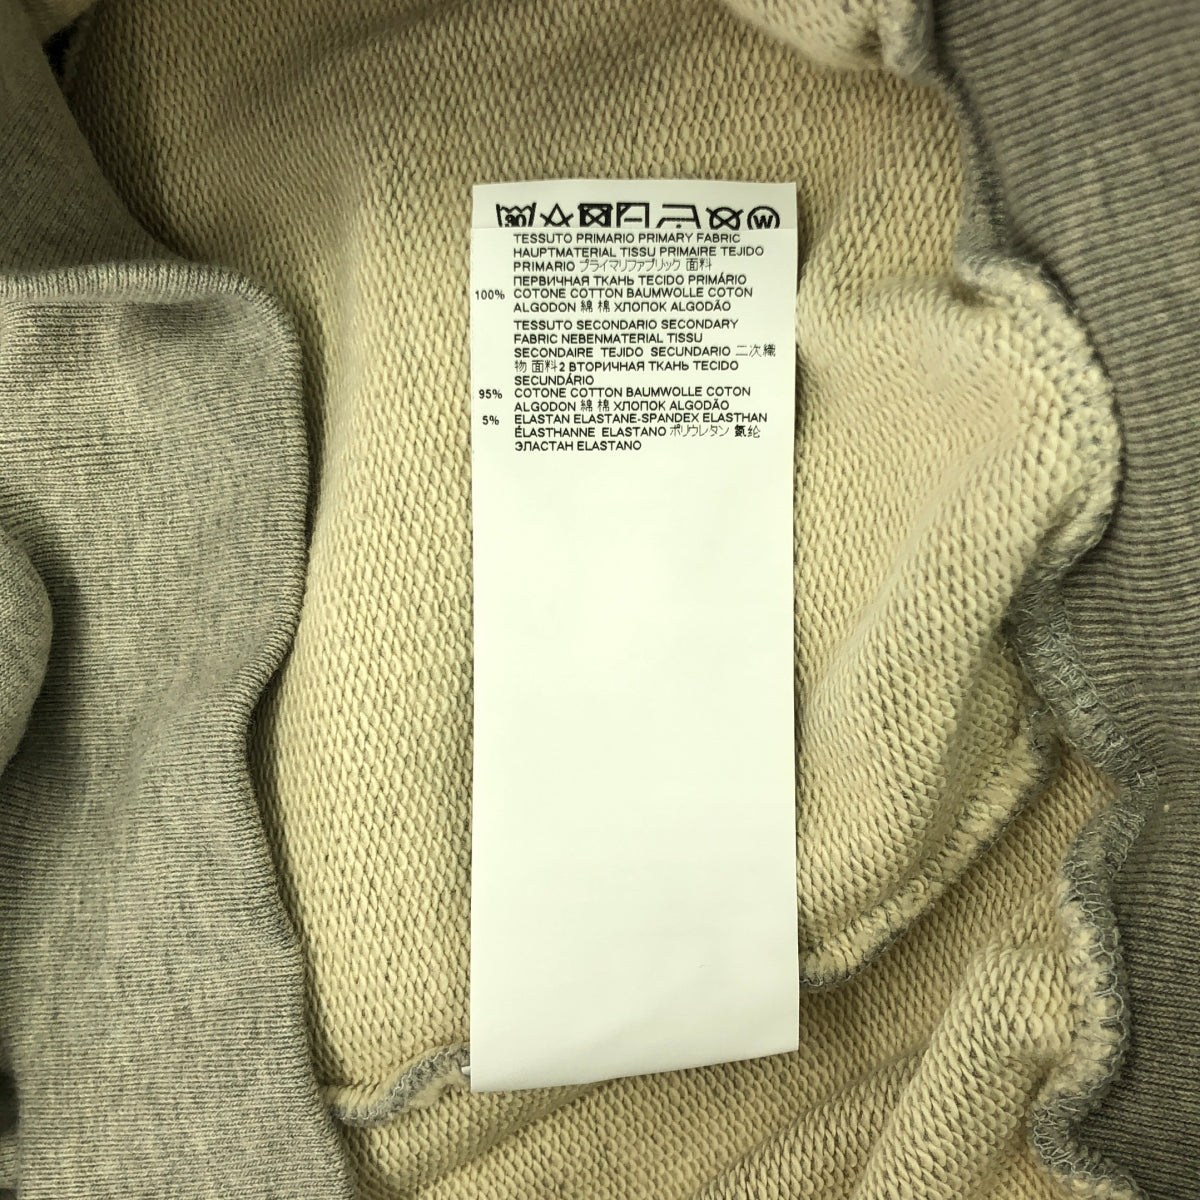 30 W
TESSUTO PRIMARIO PRIMARY FABRIC
HAUPTMATERIAL TISSU PRIMAIRE TEJIDO
PRIMARIO プライマリファブリック 面料
ПЕРВИЧНАЯ ТКАНЬ TECIDO PRIMÁRIO
100% COTONE COTTON BAUMWOLLE COTON
ALGODON 綿 棉 ХЛОПОК ALGODÃO
TESSUTO SECONDARIO SECONDARY
FABRIC NEBENMATERIAL TISSU
SECONDAIRE TEJIDO SECUNDARIO 二次織
物 面料2 ВТОРИЧНАЯ ТКАНЬ TECIDO
SECUNDÁRIO
95% COTONE COTTON BAUMWOLLE COTON
ALGODON 綿 棉 ХЛОПОК ALGODÃO
5% ELASTAN ELASTANE-SPANDEX ELASTHAN
ÉLASTHANNE ELASTANO ポリウレタン 氨纶
ЭЛАСТАН ELASTANO